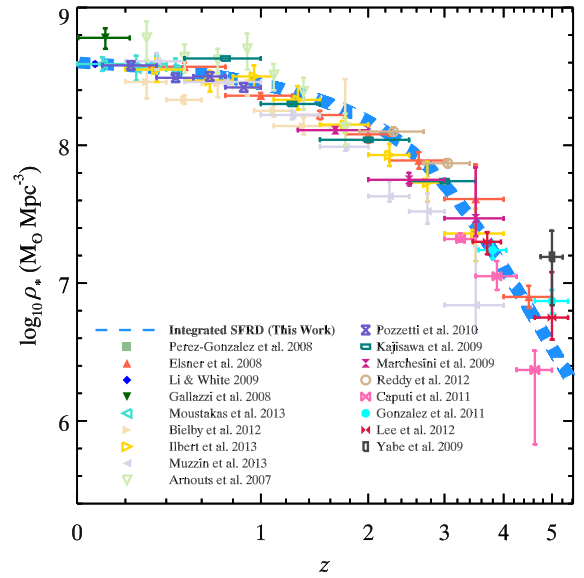 9
8
7
6
log₁₀ ρ* (M⊙ Mpc⁻³)
Integrated SFRD (This Work)
Perez-Gonzalez et al. 2008
Elsner et al. 2008
Li & White 2009
Gallazzi et al. 2008
Moustakas et al. 2013
Bielby et al. 2012
Ilbert et al. 2013
Muzzin et al. 2013
Arnouts et al. 2007
Pozzetti et al. 2010
Kajisawa et al. 2009
Marchesini et al. 2009
Reddy et al. 2012
Caputi et al. 2011
Gonzalez et al. 2011
Lee et al. 2012
Yabe et al. 2009
0 1 2 3 4 5
z